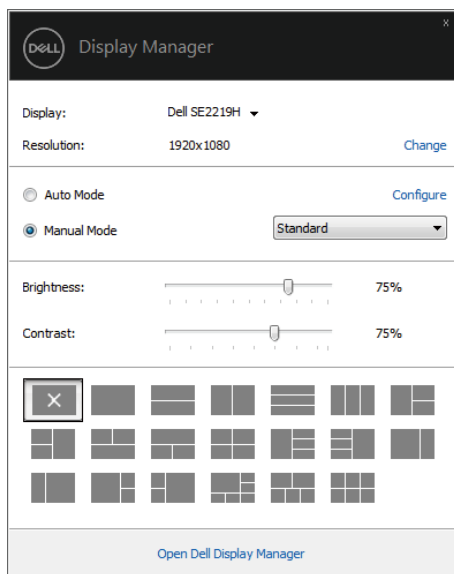 x
DELL Display Manager
Display: Dell SE2219H
Resolution: 1920x1080 Change
Auto Mode Configure
Manual Mode Standard
Brightness: 75%
Contrast: 75%
Open Dell Display Manager